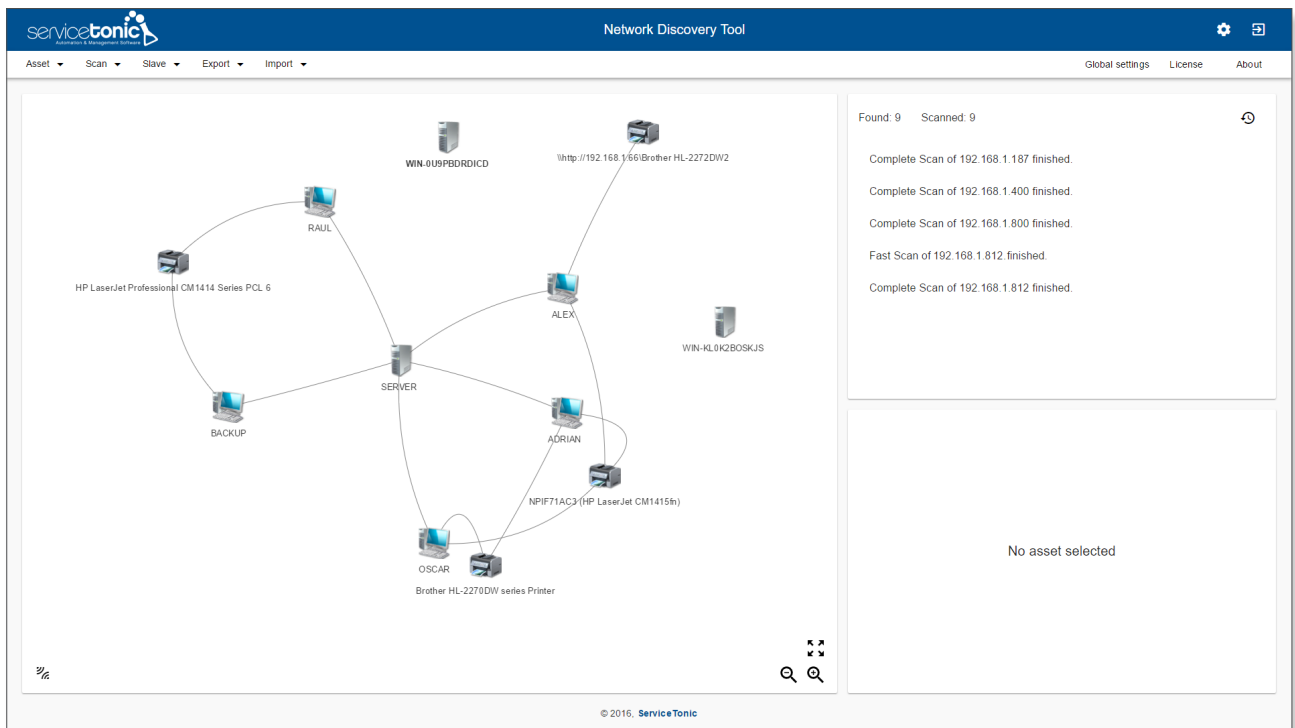 servicetonic
Automation & Management Software
Network Discovery Tool
Asset Scan Slave Export Import
Global settings License About
WIN-0U9PBDRDICD
\\http://192.168.1.66\Brother HL-2272DW2
RAUL
HP LaserJet Professional CM1414 Series PCL 6
ALEX
WIN-KL0K2BOSKJS
SERVER
BACKUP
ADRIAN
NPIF71AC3 (HP LaserJet CM1415fn)
OSCAR
Brother HL-2270DW series Printer
Found: 9 Scanned: 9
Complete Scan of 192.168.1.187 finished.
Complete Scan of 192.168.1.400 finished.
Complete Scan of 192.168.1.800 finished.
Fast Scan of 192.168.1.812.finished.
Complete Scan of 192.168.1.812 finished.
No asset selected
© 2016, ServiceTonic